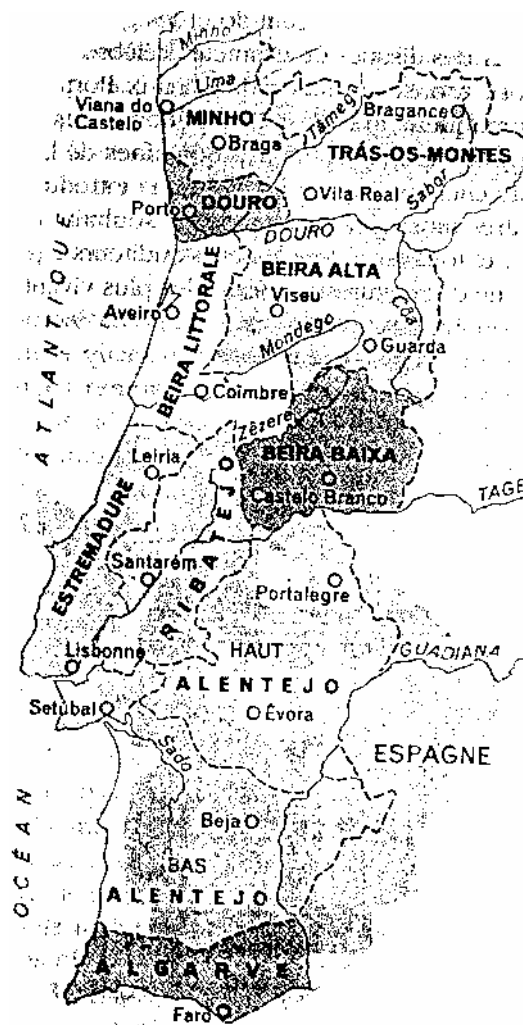 Minho
Lima
Viana do
Castelo
MINHO
Braga
Támega
Bragance
TRÁS-OS-MONTES
Sabor
Vila Real
DOURO
Porto
DOURO
BEIRA LITTORALE
BEIRA ALTA
Viseu
Aveiro
Mondego
Côa
Guarda
Coimbre
Zêzere
BEIRA BAIXA
Castelo Branco
TAGE
Leiria
ESTREMADURE
RIBATEJO
Santarém
Portalegre
Lisbonne
HAUT
ALENTEJO
GUADIANA
Setúbal
Évora
Sado
ESPAGNE
Beja
BAS
ALENTEJO
ALGARVE
Faro
OCÉAN
ATLANTIQUE